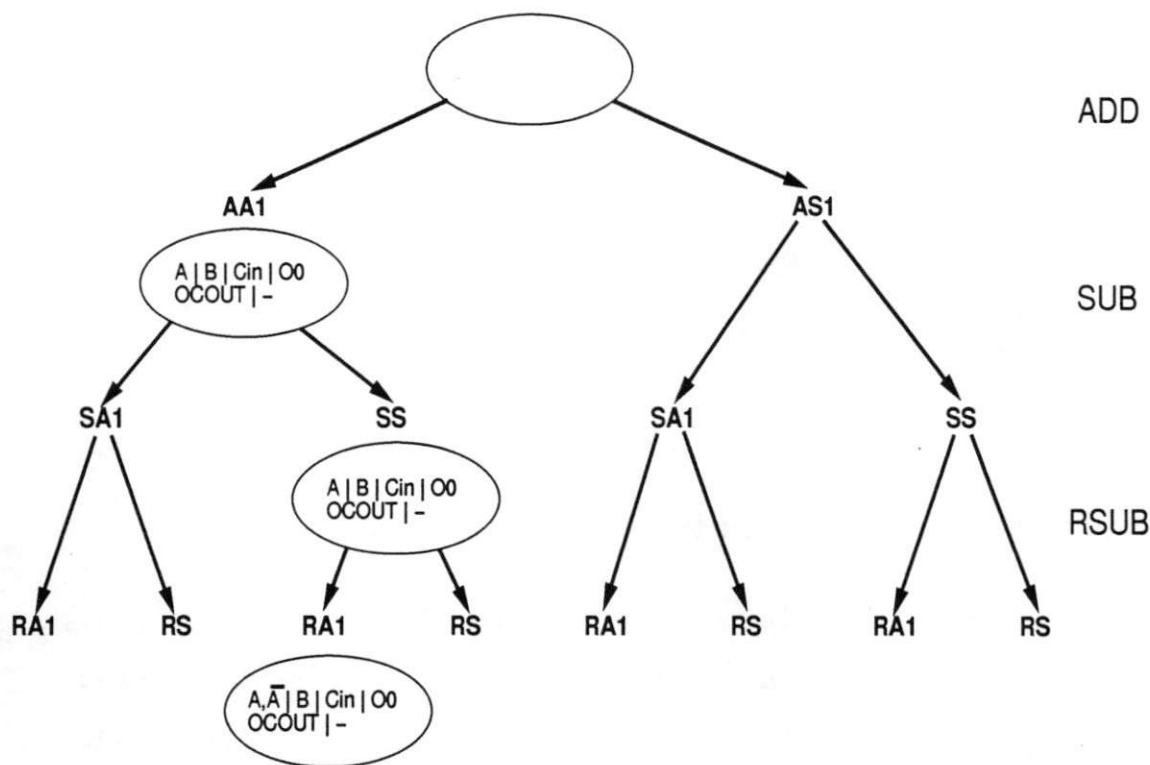 ADD
AA1 AS1
A | B | Cin | O0
OCOUT | –
SUB
SA1 SS SA1 SS
A | B | Cin | O0
OCOUT | –
RSUB
RA1 RS RA1 RS RA1 RS RA1 RS
A,A̅ | B | Cin | O0
OCOUT | –